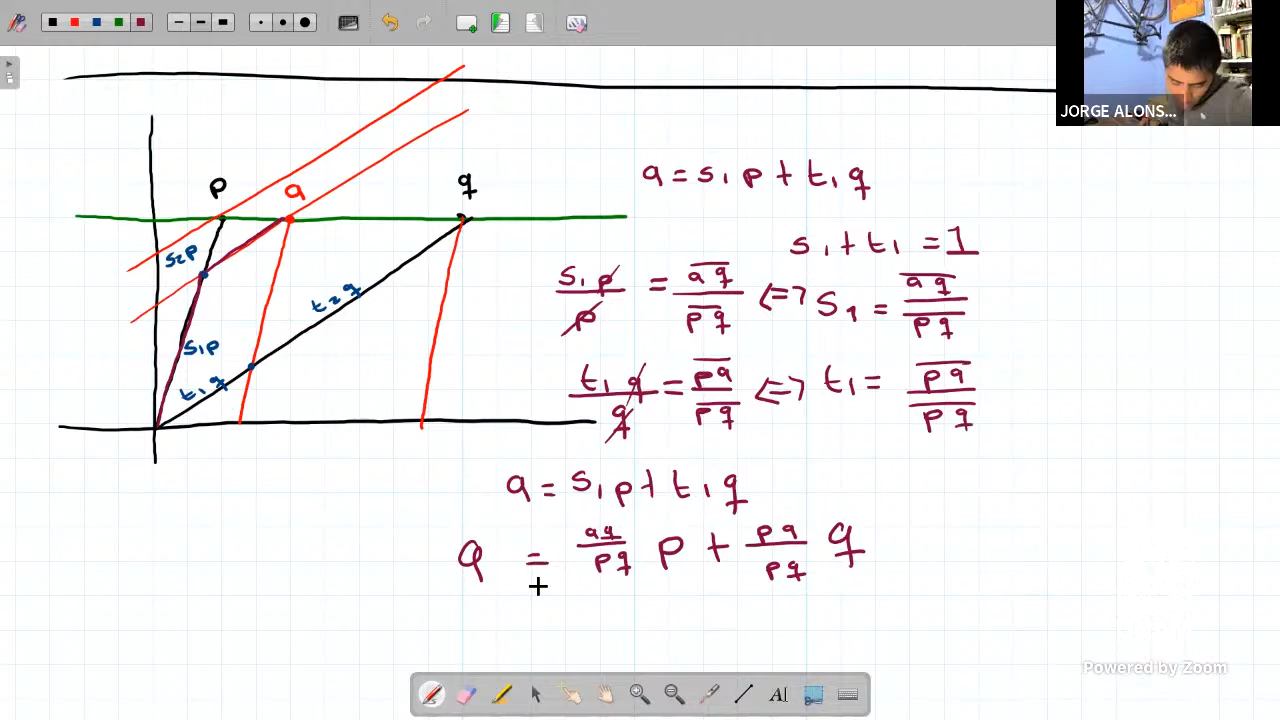 JORGE ALONS...
p a q
a = s₁p + t₁q
s₂p
s₁ + t₁ = 1
s₁p/p = aq/pq ⟺ s₁ = aq/pq
t₂q
s₁p
t₁q
t₁q/q = pa/pq ⟺ t₁ = pa/pq
a = s₁p + t₁q
a = aq/pq p + pa/pq q
Powered by Zoom
AI